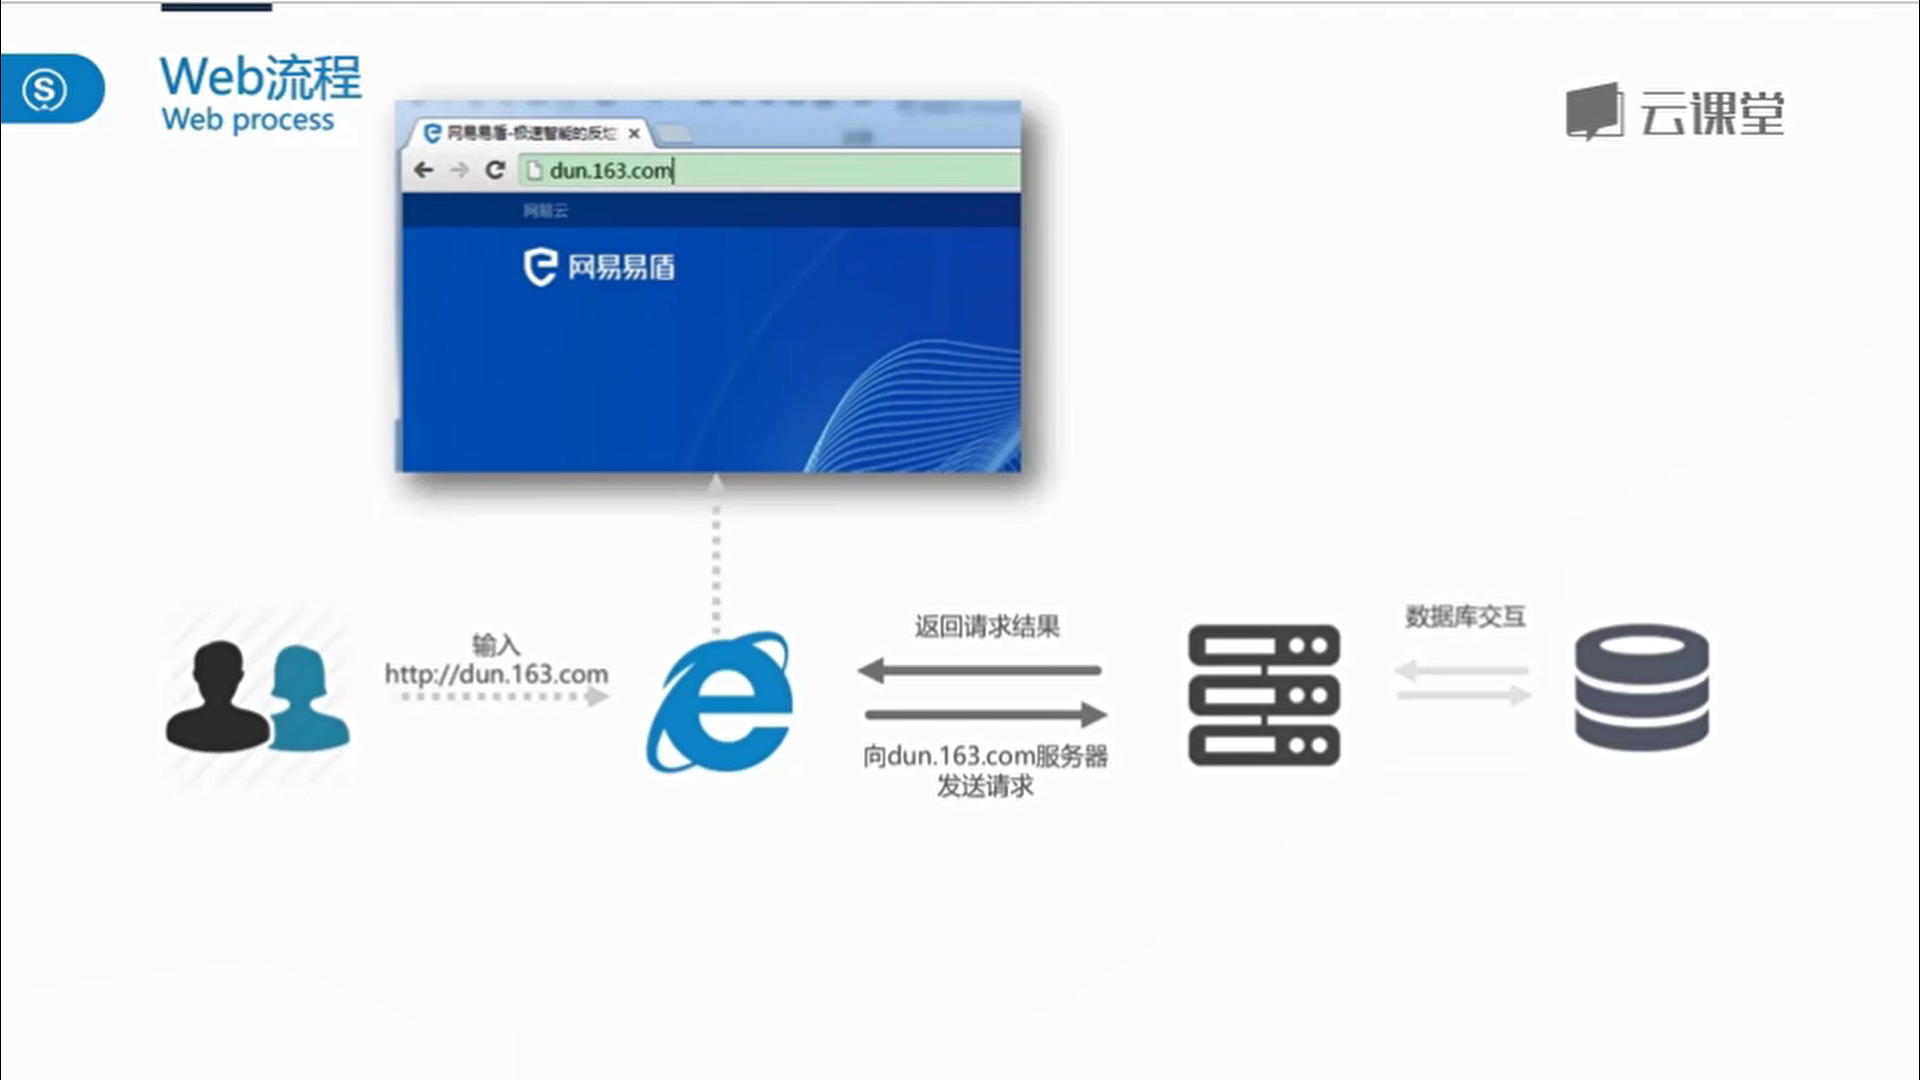 Web流程
Web process
云课堂
网易易盾-极速智能的反垃
dun.163.com
网易云
网易易盾
输入
http://dun.163.com
返回请求结果
向dun.163.com服务器
发送请求
数据库交互